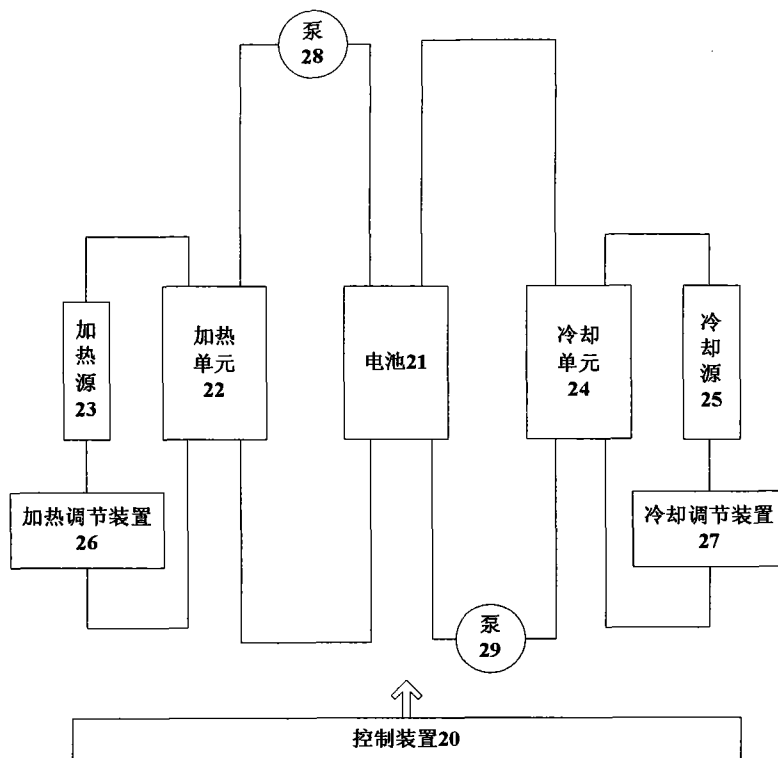 泵
28
加
热
源
23
加热
单元
22
电池21
冷却
单元
24
冷
却
源
25
加热调节装置
26
冷却调节装置
27
泵
29
控制装置20